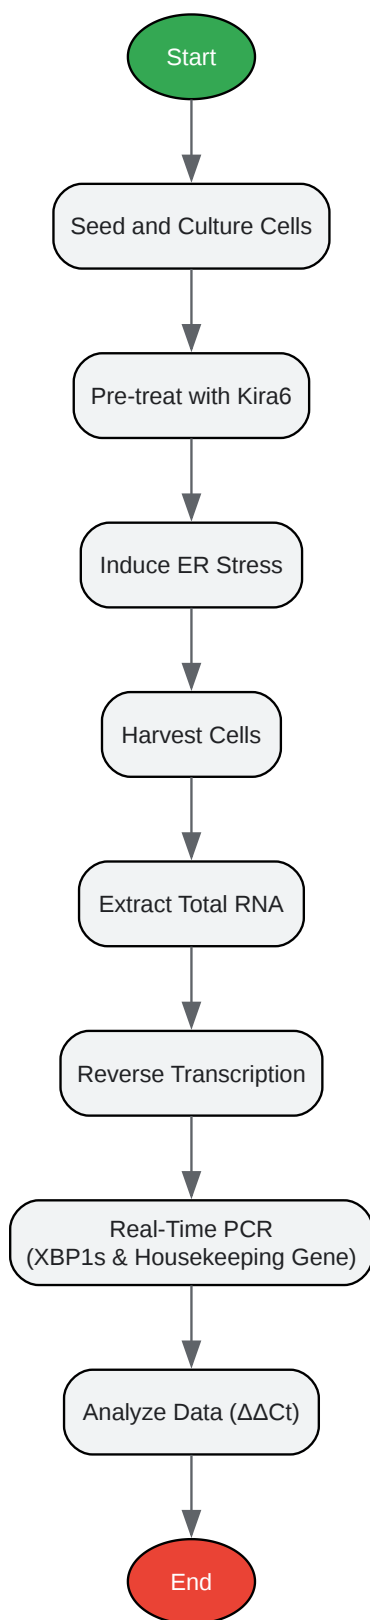 Start
Seed and Culture Cells
Pre-treat with Kira6
Induce ER Stress
Harvest Cells
Extract Total RNA
Reverse Transcription
Real-Time PCR
(XBP1s & Housekeeping Gene)
Analyze Data (ΔΔCt)
End